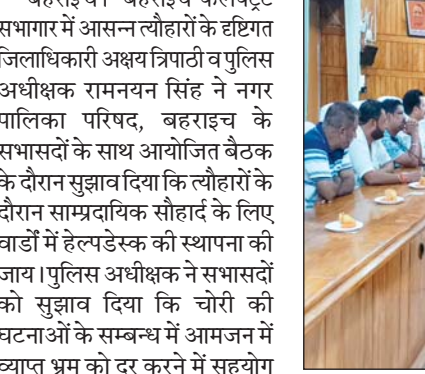 बहराइच। बहराइच कलेक्ट्रेट
सभागार में आसन्न त्यौहारों के दृष्टिगत
जिलाधिकारी अक्षय त्रिपाठी व पुलिस
अधीक्षक रामनयन सिंह ने नगर
पालिका परिषद, बहराइच के
सभासदों के साथ आयोजित बैठक
के दौरान सुझाव दिया कि त्यौहारों के
दौरान साम्प्रदायिक सौहार्द के लिए
वार्डों में हेल्पडेस्क की स्थापना की
जाय। पुलिस अधीक्षक ने सभासदों
को सुझाव दिया कि चोरी की
घटनाओं के सम्बन्ध में आमजन में
व्याप्त भ्रम को दूर करने में सहयोग